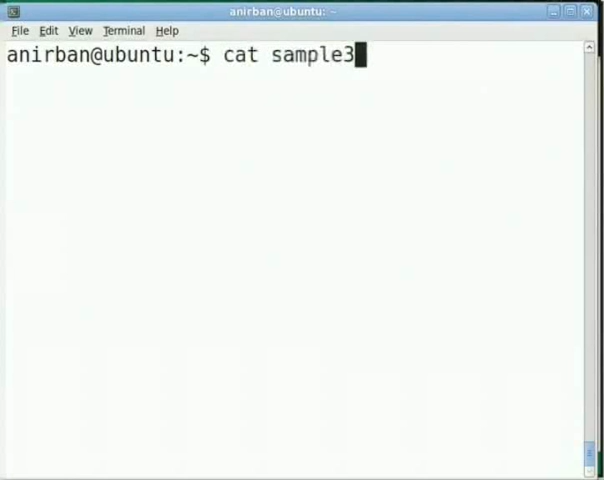 anirban@ubuntu: ~
File Edit View Terminal Help
anirban@ubuntu:~$ cat sample3